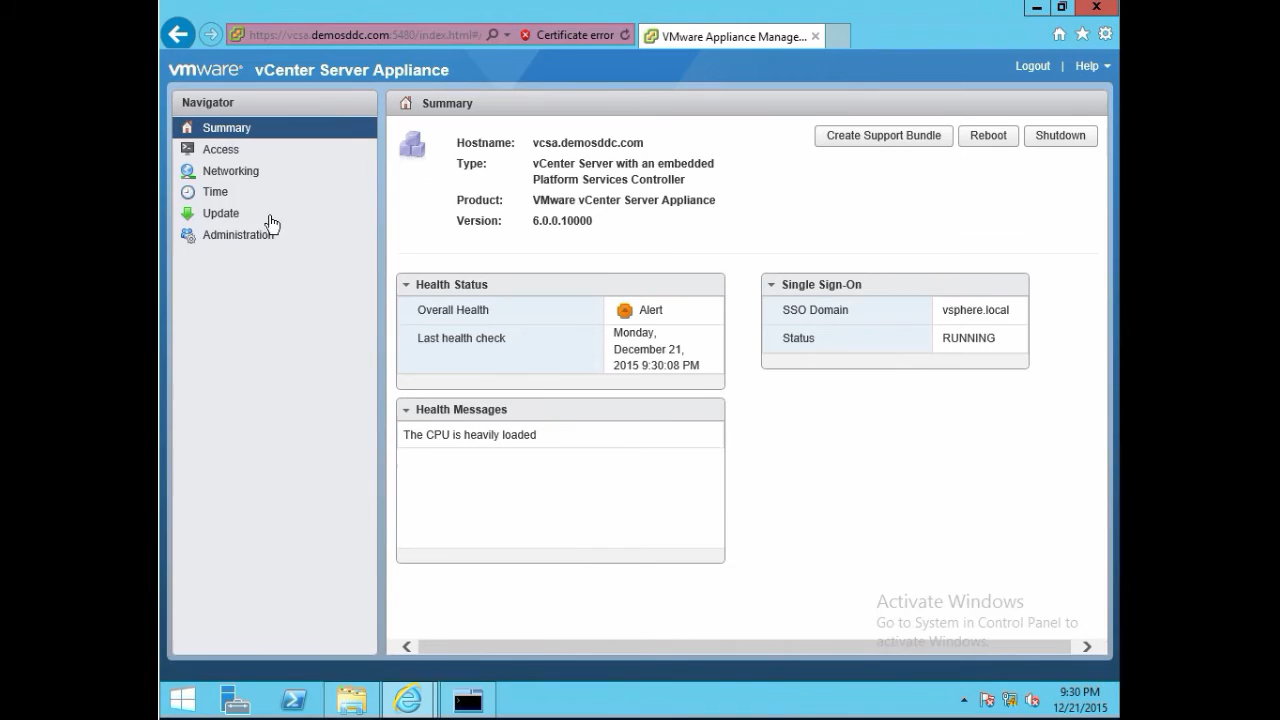 https://vcsa.demosddc.com:5480/index.html#/
Certificate error
VMware Appliance Manage...
vmware® vCenter Server Appliance
Logout | Help
Navigator
Summary
Access
Networking
Time
Update
Administration
Summary
Create Support Bundle
Reboot
Shutdown
Hostname: vcsa.demosddc.com
Type: vCenter Server with an embedded
Platform Services Controller
Product: VMware vCenter Server Appliance
Version: 6.0.0.10000
Health Status
Overall Health Alert
Last health check Monday,
December 21,
2015 9:30:08 PM
Single Sign-On
SSO Domain vsphere.local
Status RUNNING
Health Messages
The CPU is heavily loaded
Activate Windows
Go to System in Control Panel to
activate Windows.
9:30 PM
12/21/2015